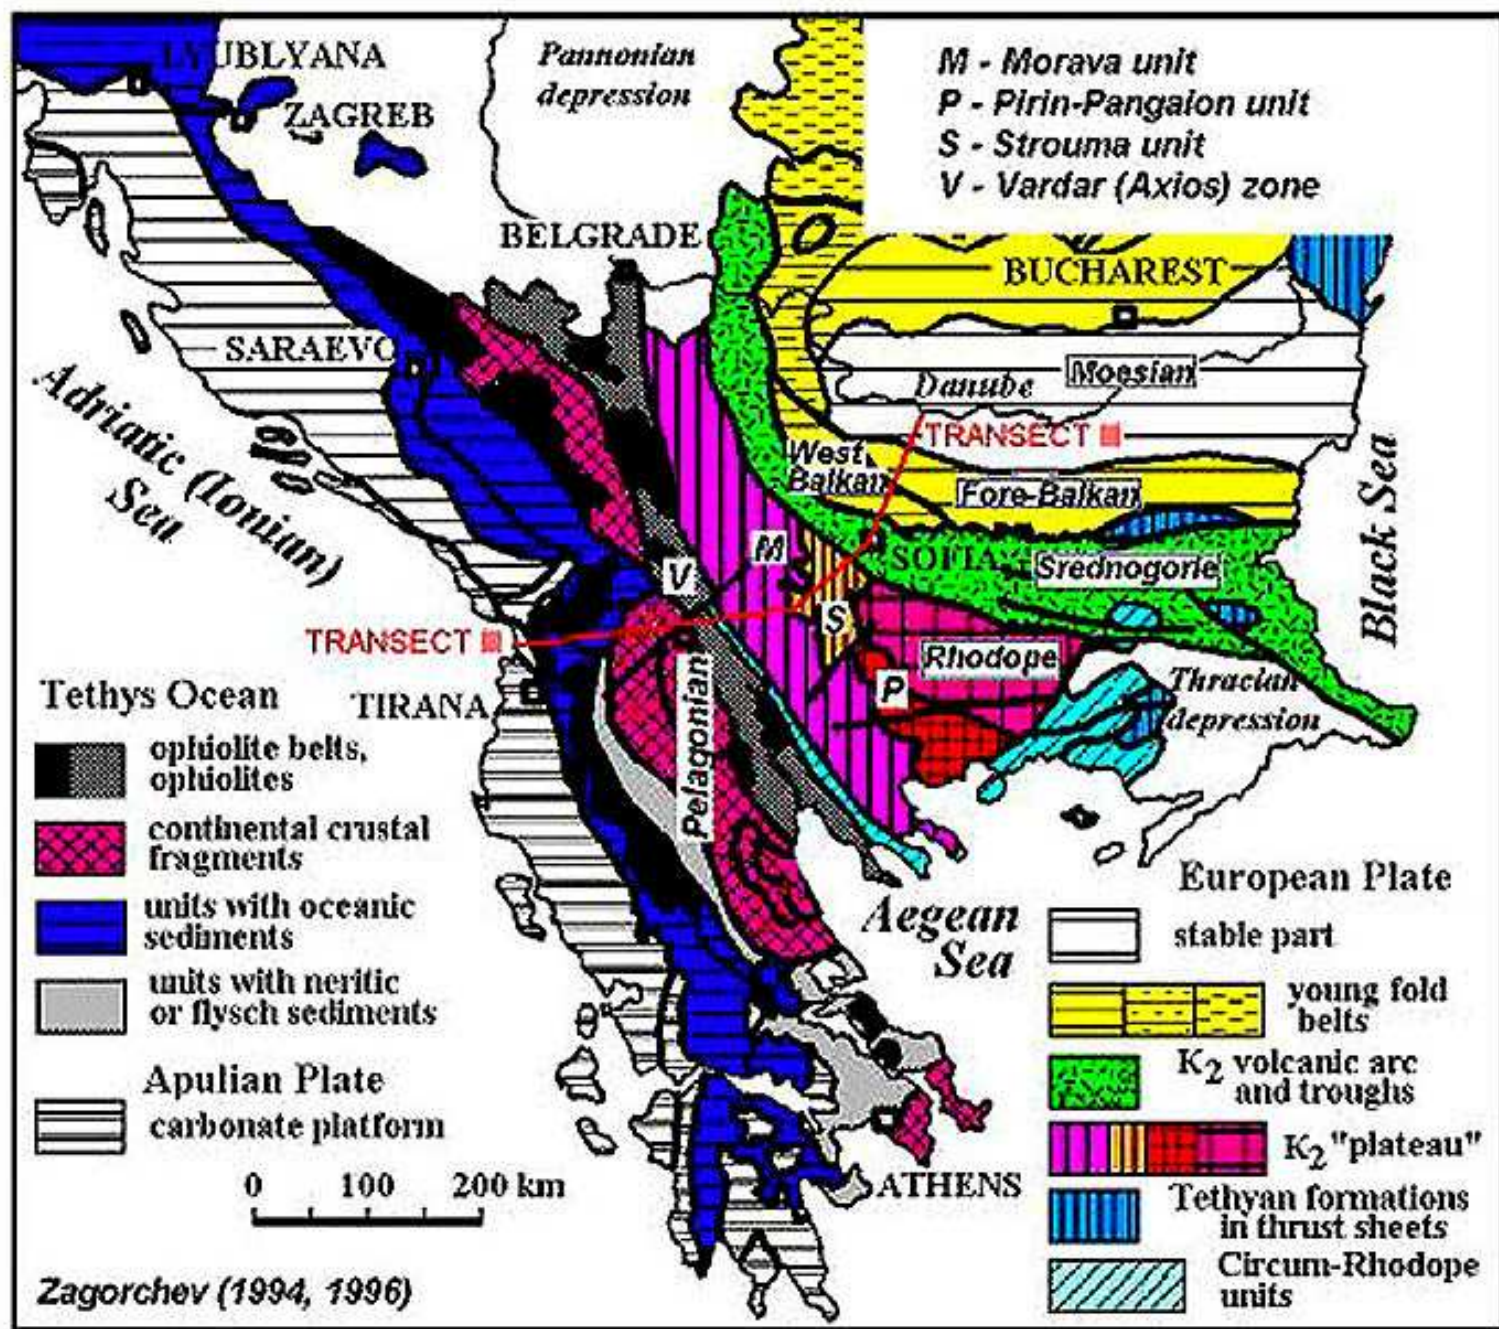 LYUBLYANA
ZAGREB
Pannonian
depression
M - Morava unit
P - Pirin-Pangaion unit
S - Strouma unit
V - Vardar (Axios) zone
BELGRADE
BUCHAREST
SARAEVO
Adriatic (Ionian)
Sea
Danube
Moesian
TRANSECT
West
Balkan
Fore-Balkan
Black Sea
SOFIA
Srednogorie
M
V
S
TRANSECT
Rhodope
P
Pelagonian
Thracian
depression
TIRANA
Tethys Ocean
ophiolite belts,
ophiolites
continental crustal
fragments
units with oceanic
sediments
units with neritic
or flysch sediments
Apulian Plate
carbonate platform
0 100 200 km
Zagorchev (1994, 1996)
Aegean
Sea
ATHENS
European Plate
stable part
young fold
belts
K2 volcanic arc
and troughs
K2 "plateau"
Tethyan formations
in thrust sheets
Circum-Rhodope
units